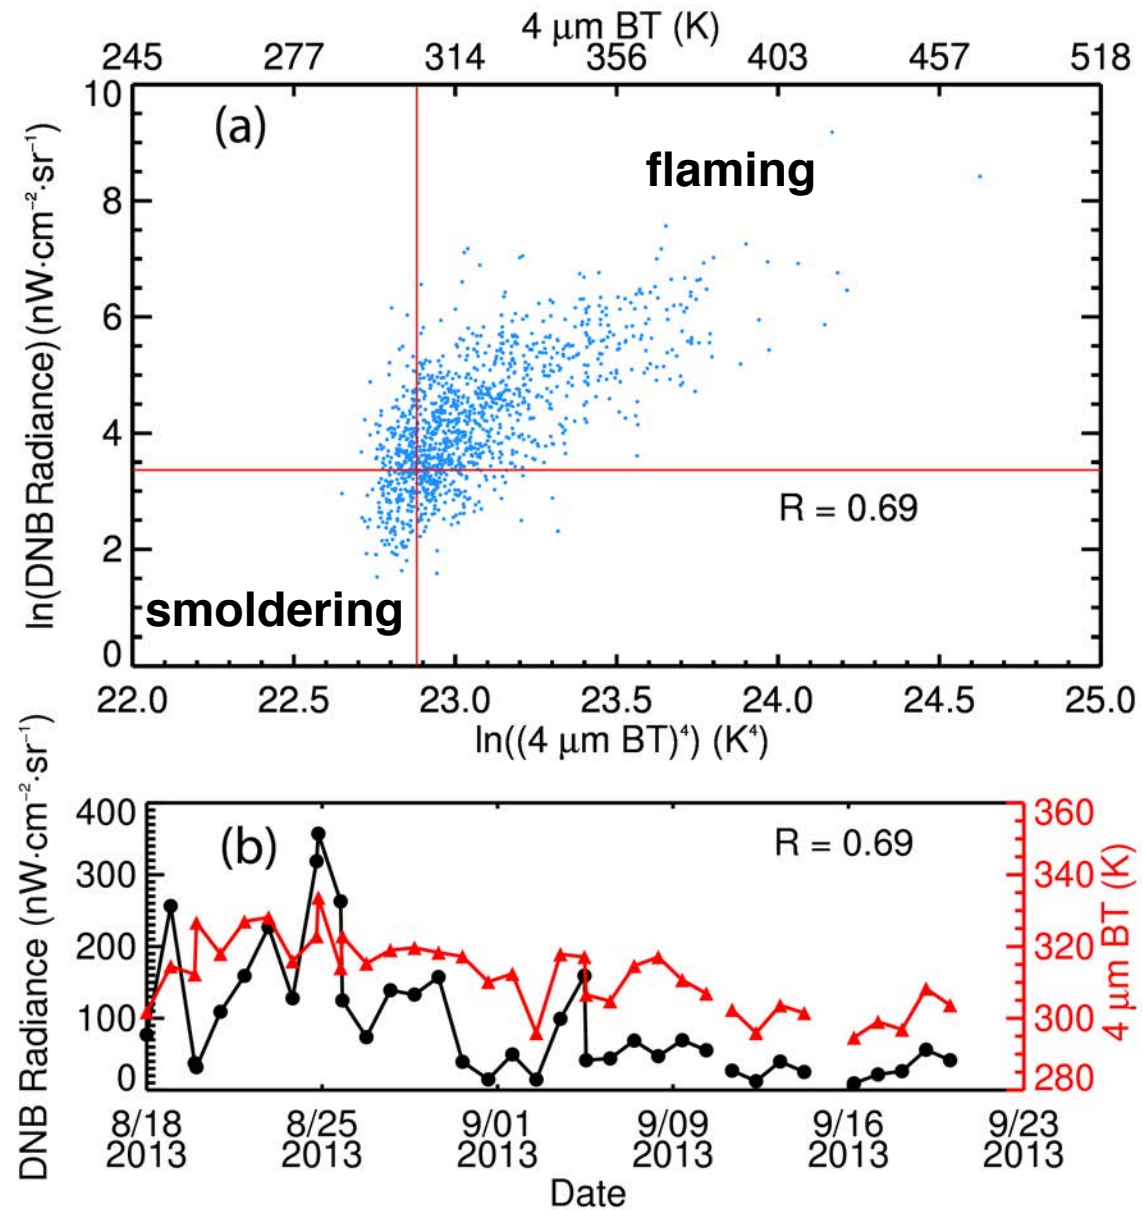 4 μm BT (K)
245 277 314 356 403 457 518
10
8
6
4
2
0
ln(DNB Radiance) (nW·cm⁻²·sr⁻¹)
(a)
flaming
R = 0.69
smoldering
22.0 22.5 23.0 23.5 24.0 24.5 25.0
ln((4 μm BT)⁴) (K⁴)
400
300
200
100
0
DNB Radiance (nW·cm⁻²·sr⁻¹)
(b)
R = 0.69
360
340
320
300
280
4 μm BT (K)
8/18 8/25 9/01 9/09 9/16 9/23
2013 2013 2013 2013 2013 2013
Date